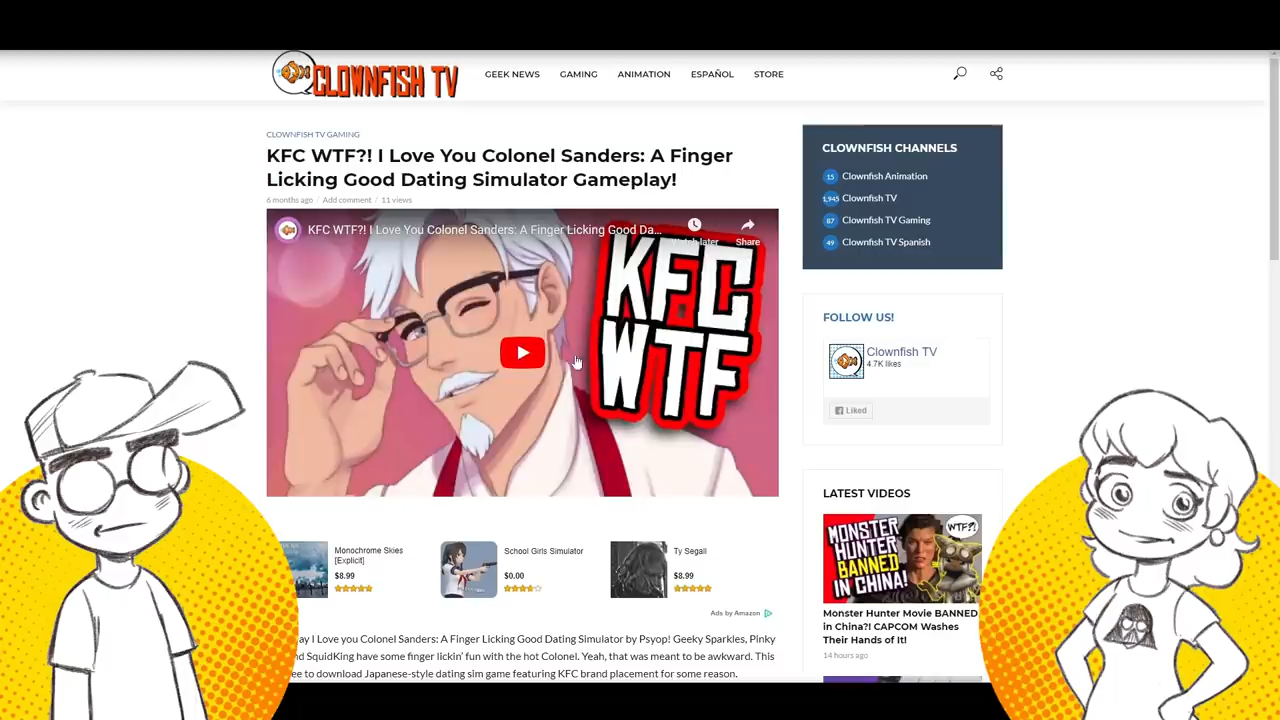 CLOWNFISH TV
GEEK NEWS
GAMING
ANIMATION
ESPAÑOL
STORE
CLOWNFISH TV GAMING
KFC WTF?! I Love You Colonel Sanders: A Finger
Licking Good Dating Simulator Gameplay!
6 months ago / Add comment / 11 views
KFC WTF?! I Love You Colonel Sanders: A Finger Licking Good Da...
Watch later
Share
KFC
WTF
Monochrome Skies
[Explicit]
$8.99
School Girls Simulator
$0.00
Ty Segall
$8.99
Ads by Amazon
ay I Love you Colonel Sanders: A Finger Licking Good Dating Simulator by Psyop! Geeky Sparkles, Pinky
nd SquidKing have some finger lickin' fun with the hot Colonel. Yeah, that was meant to be awkward. This
ee to download Japanese-style dating sim game featuring KFC brand placement for some reason.
CLOWNFISH CHANNELS
15 Clownfish Animation
1,945 Clownfish TV
87 Clownfish TV Gaming
49 Clownfish TV Spanish
FOLLOW US!
Clownfish TV
4.7K likes
Liked
LATEST VIDEOS
MONSTER
HUNTER
BANNED
IN CHINA!
WTF?!
Monster Hunter Movie BANNED
in China?! CAPCOM Washes
Their Hands of It!
14 hours ago